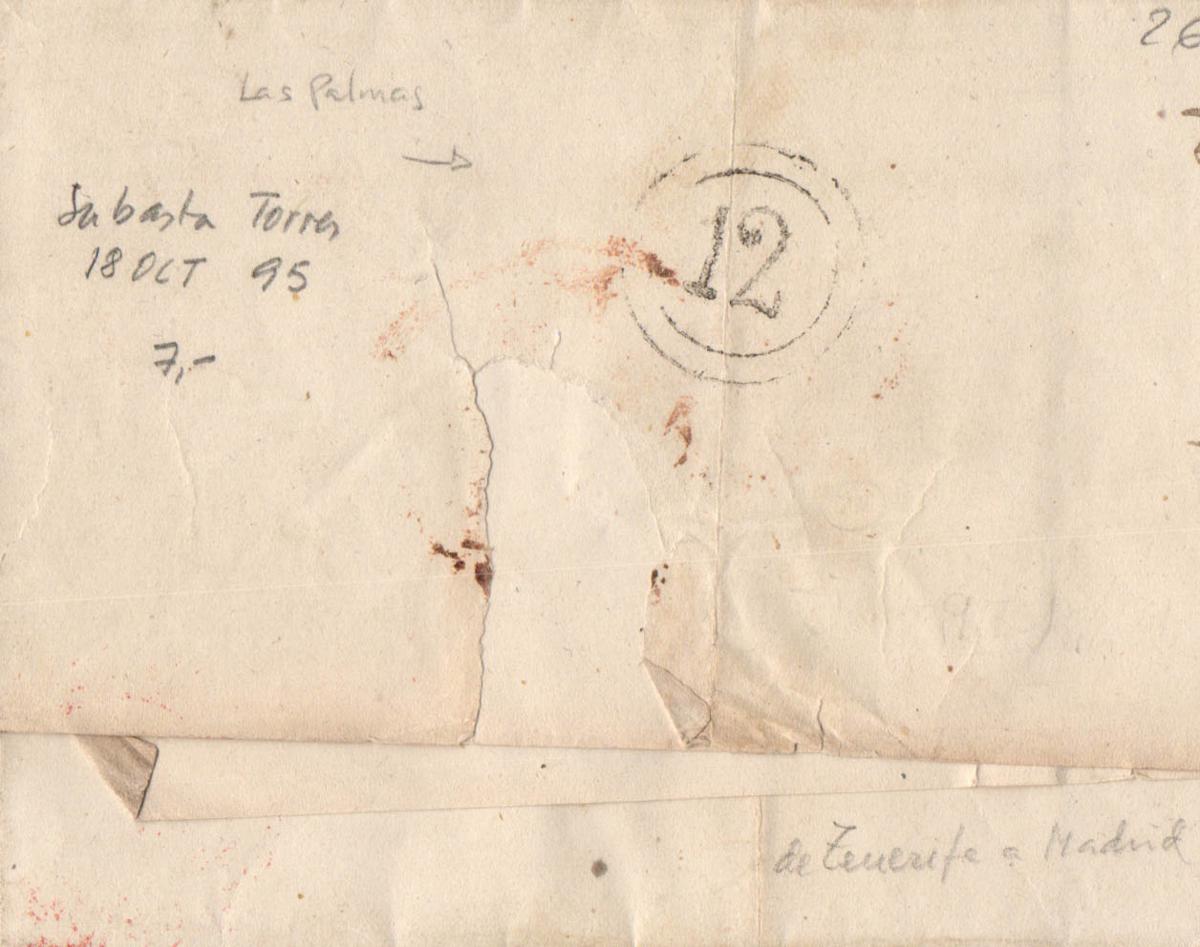 26
Las Palmas
→
Subasta Torres
18 OCT 95
7,-
12
de Tenerife a Madrid